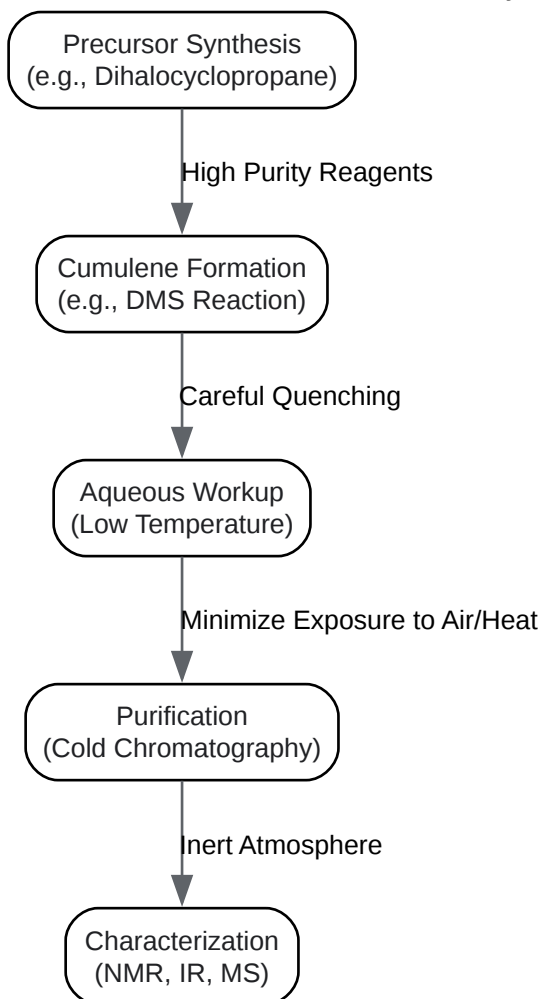 Precursor Synthesis
(e.g., Dihalocyclopropane)
High Purity Reagents
Cumulene Formation
(e.g., DMS Reaction)
Careful Quenching
Aqueous Workup
(Low Temperature)
Minimize Exposure to Air/Heat
Purification
(Cold Chromatography)
Inert Atmosphere
Characterization
(NMR, IR, MS)